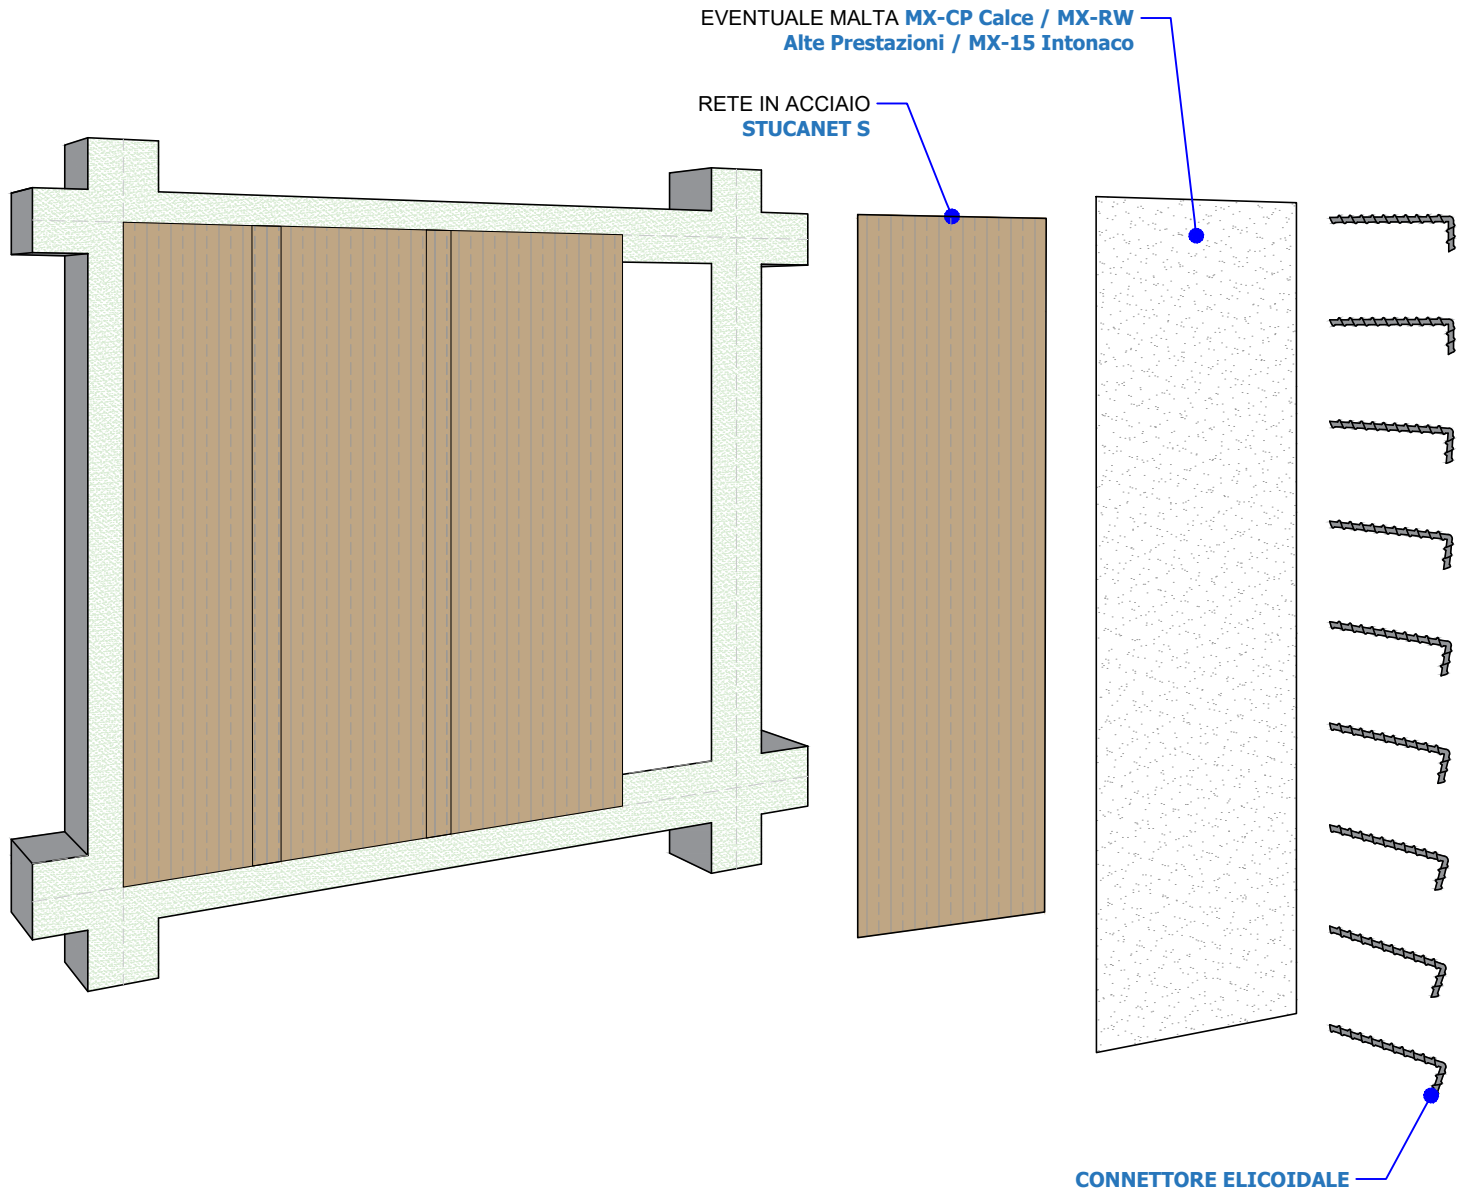 EVENTUALE MALTA MX-CP Calce / MX-RW
Alte Prestazioni / MX-15 Intonaco
RETE IN ACCIAIO
STUCANET S
CONNETTORE ELICOIDALE